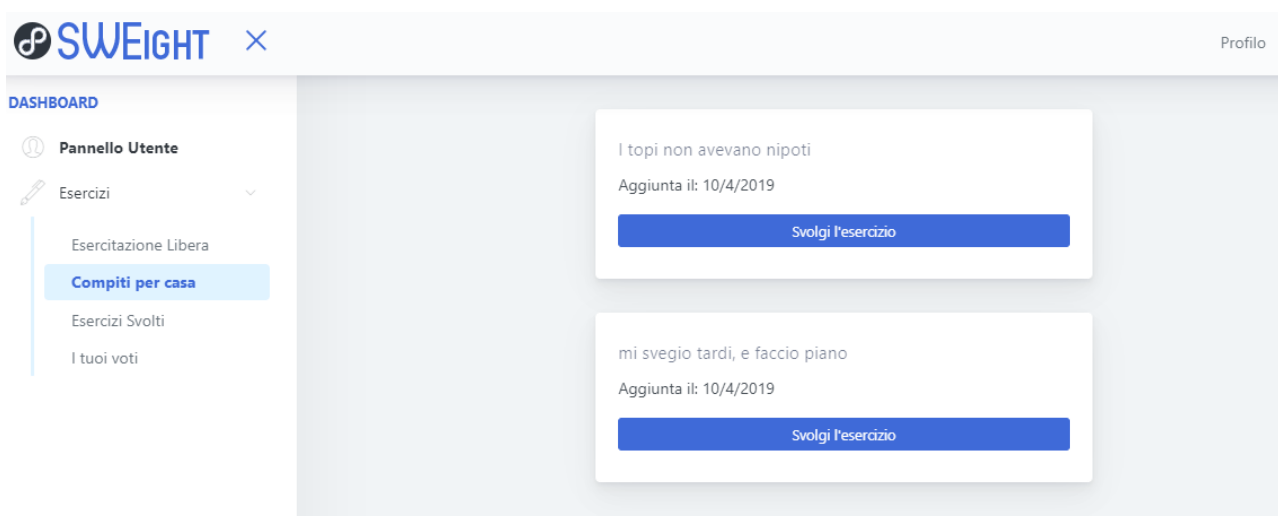 SWEIGHT
Profilo
DASHBOARD
Pannello Utente
Esercizi
Esercitazione Libera
Compiti per casa
Esercizi Svolti
I tuoi voti
I topi non avevano nipoti
Aggiunta il: 10/4/2019
Svolgi l'esercizio
mi svegio tardi, e faccio piano
Aggiunta il: 10/4/2019
Svolgi l'esercizio